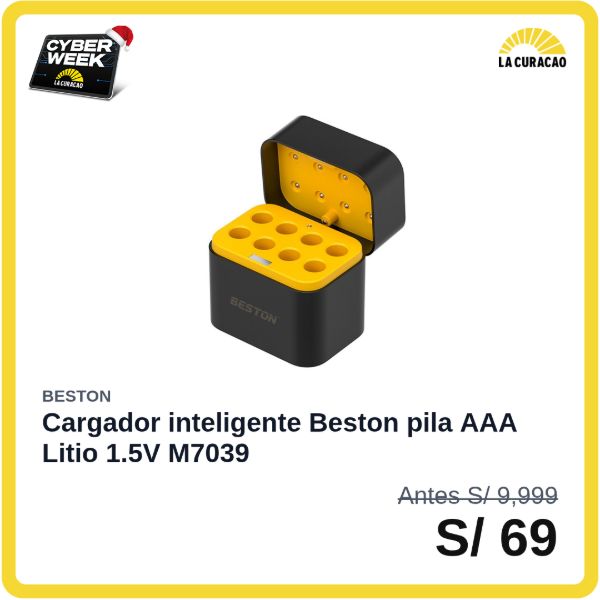 CYBER
WEEK
LA CURACAO
LA CURACAO
BESTON
BESTON
Cargador inteligente Beston pila AAA
Litio 1.5V M7039
Antes S/ 9,999
S/ 69